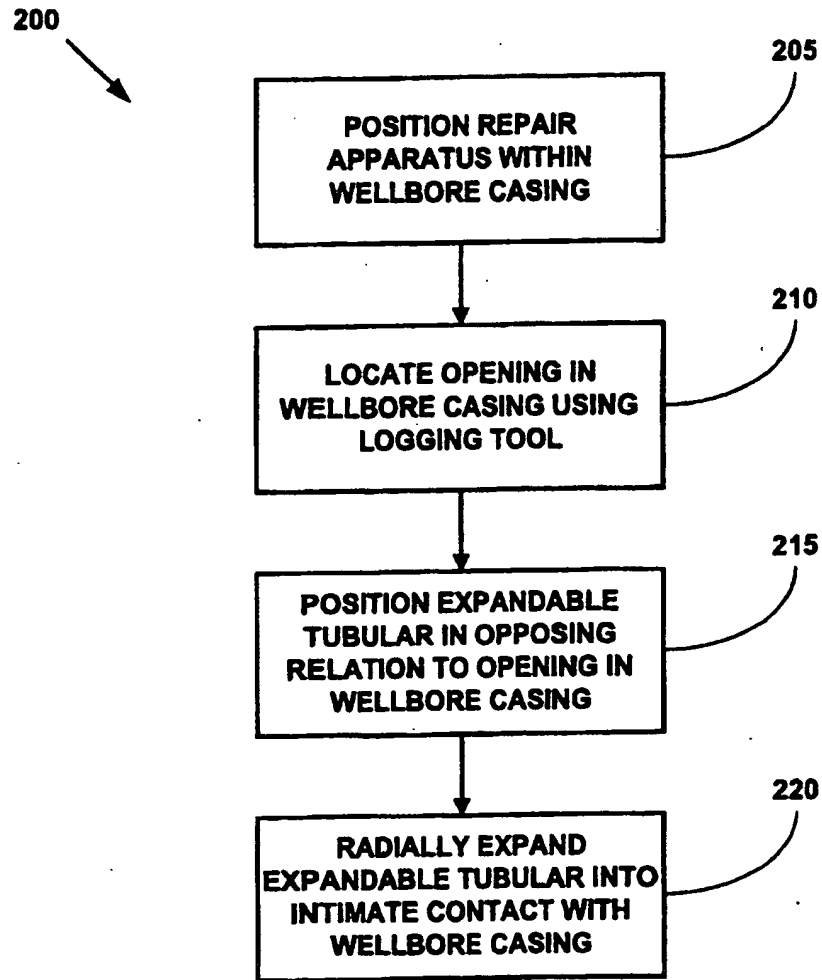 200
205
POSITION REPAIR
APPARATUS WITHIN
WELLBORE CASING
210
LOCATE OPENING IN
WELLBORE CASING USING
LOGGING TOOL
215
POSITION EXPANDABLE
TUBULAR IN OPPOSING
RELATION TO OPENING IN
WELLBORE CASING
220
RADIALLY EXPAND
EXPANDABLE TUBULAR INTO
INTIMATE CONTACT WITH
WELLBORE CASING